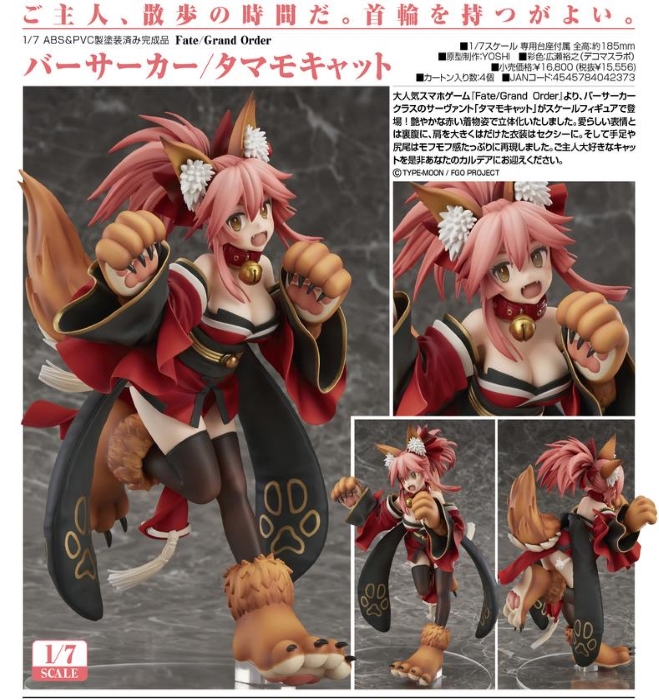 ご主人、散歩の時間だ。首輪を持つがよい。
1/7 ABS&PVC製塗装済み完成品 Fate/Grand Order
バーサーカー/タマモキャット
■1/7スケール 専用台座付属 全高:約185mm
■原型制作:YOSHI ■彩色:広瀬裕之(デコマスラボ)
■小売価格:¥16,800 (税抜¥15,556)
■カートン入り数:4個 ■JANコード:4545784042373
大人気スマホゲーム『Fate/Grand Order』より、バーサーカー
クラスのサーヴァント「タマモキャット」がスケールフィギュアで登
場!艶やかな赤い着物姿で立体化いたしました。愛らしい表情と
は裏腹に、肩を大きくはだけた衣装はセクシーに。そして手足や
尻尾はモフモフ感たっぷりに再現しました。ご主人大好きなキャッ
トを是非あなたのカルデアにお迎えください。
©TYPE-MOON / FGO PROJECT
1/7
SCALE